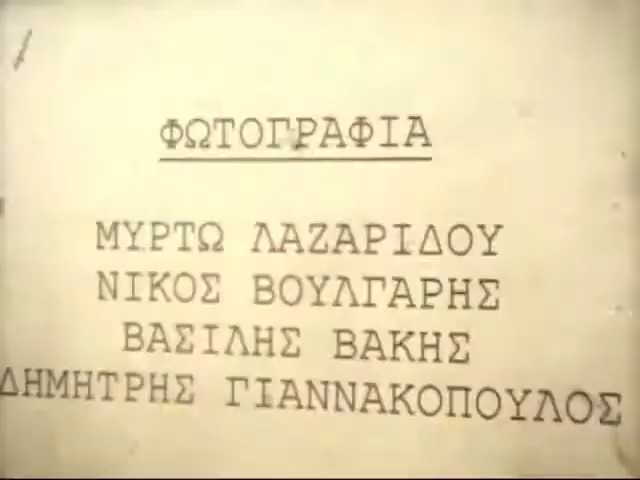 ΦΩΤΟΓΡΑΦΙΑ
ΜΥΡΤΩ ΛΑΖΑΡΙΔΟΥ
ΝΙΚΟΣ ΒΟΥΛΓΑΡΗΣ
ΒΑΣΙΛΗΣ ΒΑΚΗΣ
ΔΗΜΗΤΡΗΣ ΓΙΑΝΝΑΚΟΠΟΥΛΟΣ